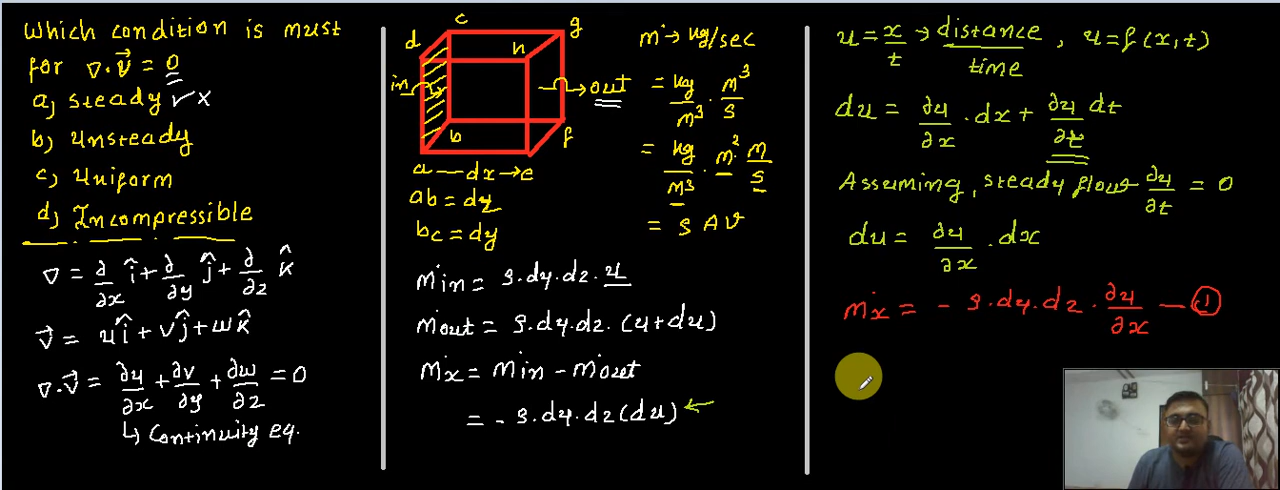 Which condition is must
for ∇·V⃗ = 0
a) steady ✓ x
b) Unsteady
c) Uniform
d) Incompressible
∇ = ∂/∂x î + ∂/∂y ĵ + ∂/∂z k̂
V⃗ = uî + vĵ + wk̂
∇·V⃗ = ∂u/∂x + ∂v/∂y + ∂w/∂z = 0
↳ Continuity eq.
c
g
d
h
in
out
b
f
a — dx → e
ab = dz
bc = dy
ṁ → kg/sec
= kg/m³ · m³/s
= kg/m³ · m² m/s
= ρ A V
ṁin = ρ.dy.dz.u
ṁout = ρ.dy.dz.(u+du)
ṁx = ṁin - ṁout
= - ρ.dy.dz(du) ←
u = x/t → distance/time, u = f(x,t)
du = ∂u/∂x · dx + ∂u/∂t dt
Assuming, steady flow ∂u/∂t = 0
du = ∂u/∂x · dx
ṁx = - ρ.dy.dz · ∂u/∂x — ①